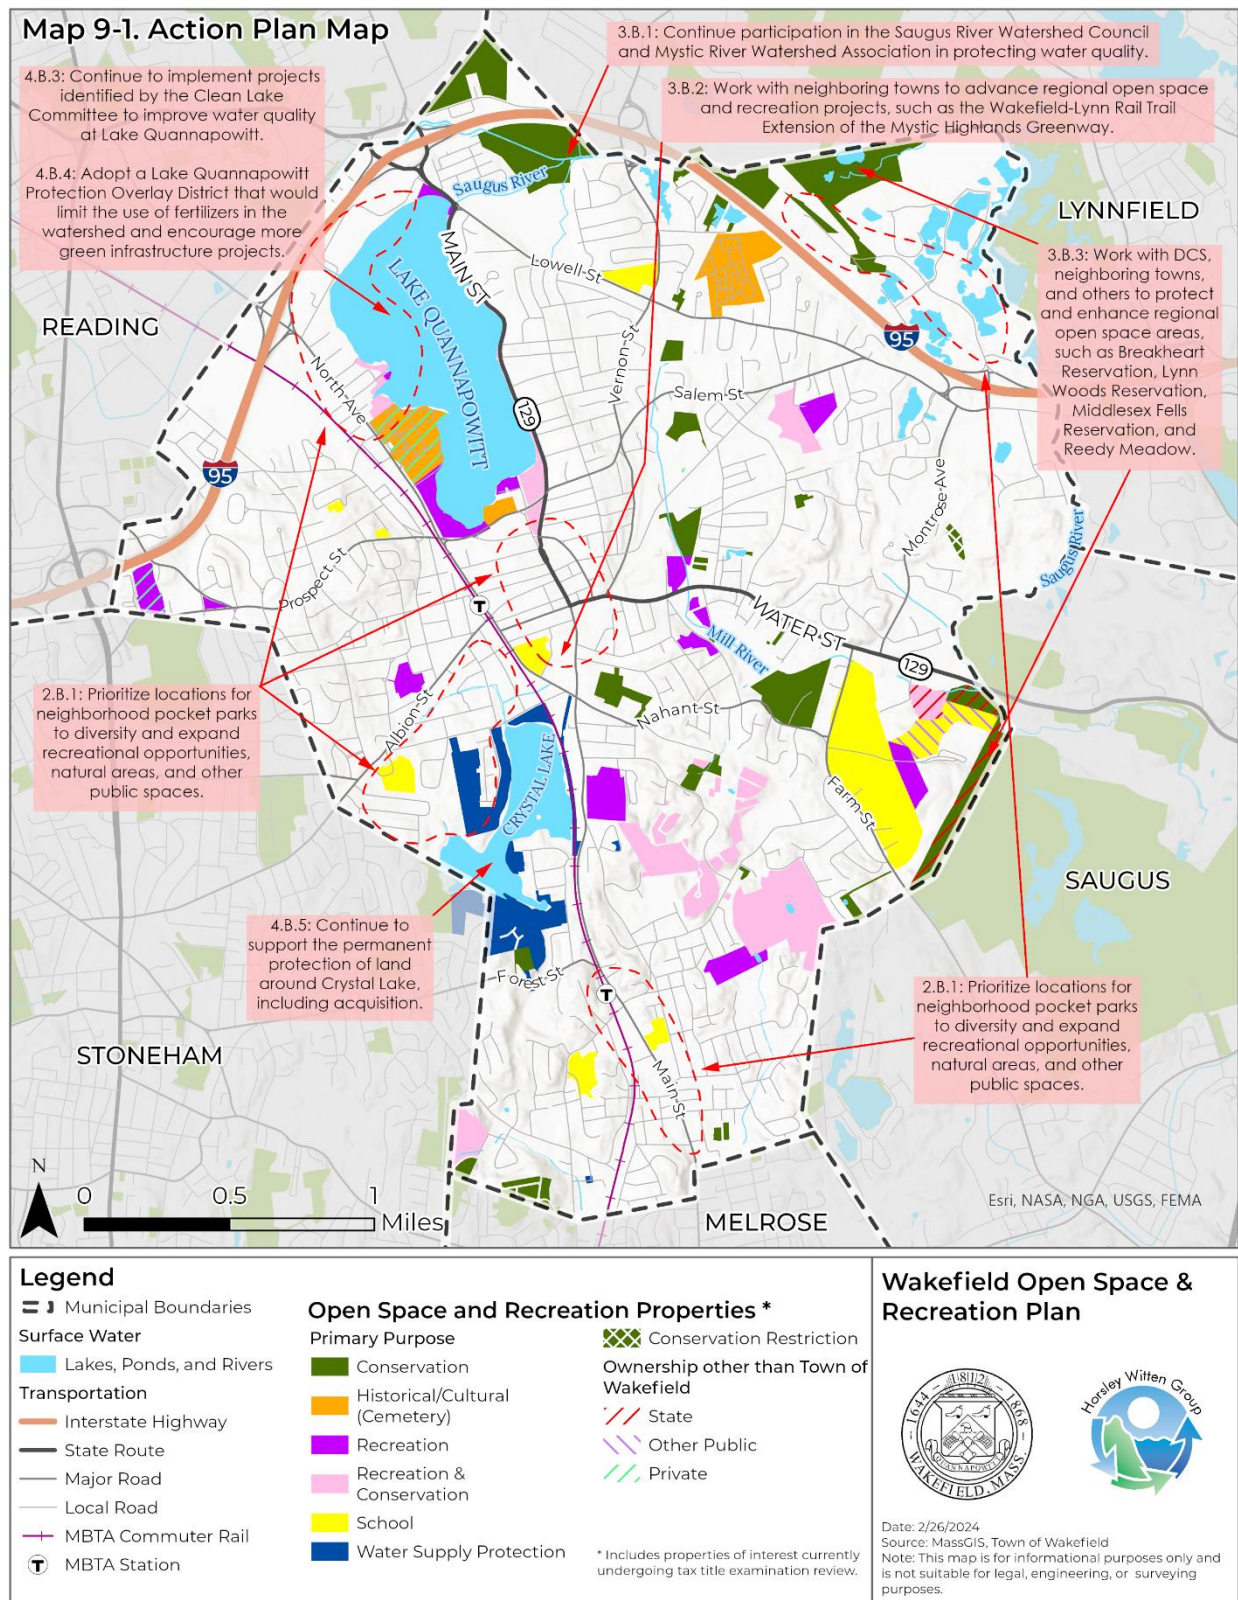 Map 9-1. Action Plan Map
4.B.3: Continue to implement projects
identified by the Clean Lake
Committee to improve water quality
at Lake Quannapowitt.
4.B.4: Adopt a Lake Quannapowitt
Protection Overlay District that would
limit the use of fertilizers in the
watershed and encourage more
green infrastructure projects.
3.B.1: Continue participation in the Saugus River Watershed Council
and Mystic River Watershed Association in protecting water quality.
3.B.2: Work with neighboring towns to advance regional open space
and recreation projects, such as the Wakefield-Lynn Rail Trail
Extension of the Mystic Highlands Greenway.
LYNNFIELD
3.B.3: Work with DCS,
neighboring towns,
and others to protect
and enhance regional
open space areas,
such as Breakheart
Reservation, Lynn
Woods Reservation,
Middlesex Fells
Reservation, and
Reedy Meadow.
READING
Saugus River
MAIN ST
Lowell St
LAKE QUANNAPOWITT
North Ave
Vernon St
Salem St
95
129
95
Montrose Ave
Saugus River
Prospect St
T
WATER ST
Mill River
129
2.B.1: Prioritize locations for
neighborhood pocket parks
to diversity and expand
recreational opportunities,
natural areas, and other
public spaces.
Albion St
Nahant St
CRYSTAL LAKE
Farm St
SAUGUS
4.B.5: Continue to
support the permanent
protection of land
around Crystal Lake,
including acquisition.
Forest St
T
2.B.1: Prioritize locations for
neighborhood pocket parks
to diversity and expand
recreational opportunities,
natural areas, and other
public spaces.
STONEHAM
Main St
MELROSE
N
0 0.5 1
Miles
Esri, NASA, NGA, USGS, FEMA
Legend
Municipal Boundaries
Surface Water
Lakes, Ponds, and Rivers
Transportation
Interstate Highway
State Route
Major Road
Local Road
MBTA Commuter Rail
T MBTA Station
Open Space and Recreation Properties *
Primary Purpose
Conservation
Historical/Cultural
(Cemetery)
Recreation
Recreation &
Conservation
School
Water Supply Protection
Conservation Restriction
Ownership other than Town of
Wakefield
State
Other Public
Private
* Includes properties of interest currently
undergoing tax title examination review.
Wakefield Open Space &
Recreation Plan
1644 1812 1868
QUANNAPOWITT
WAKEFIELD, MASS.
Horsley Witten Group
Date: 2/26/2024
Source: MassGIS, Town of Wakefield
Note: This map is for informational purposes only and
is not suitable for legal, engineering, or surveying
purposes.